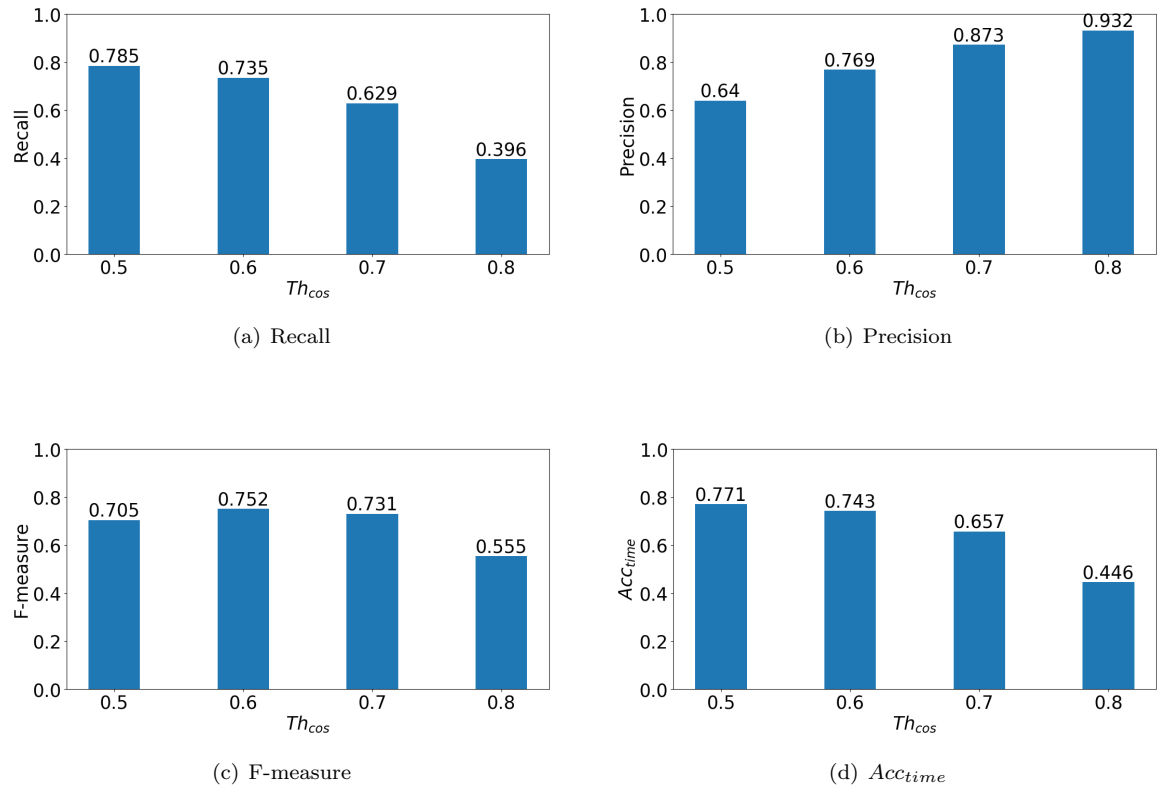 1.0
0.8
0.6
0.4
0.2
0.0
Recall
0.785
0.735
0.629
0.396
0.5 0.6 0.7 0.8
Th_cos
(a) Recall
1.0
0.8
0.6
0.4
0.2
0.0
Precision
0.64
0.769
0.873
0.932
0.5 0.6 0.7 0.8
Th_cos
(b) Precision
1.0
0.8
0.6
0.4
0.2
0.0
F-measure
0.705
0.752
0.731
0.555
0.5 0.6 0.7 0.8
Th_cos
(c) F-measure
1.0
0.8
0.6
0.4
0.2
0.0
Acc_time
0.771
0.743
0.657
0.446
0.5 0.6 0.7 0.8
Th_cos
(d) Acc_time